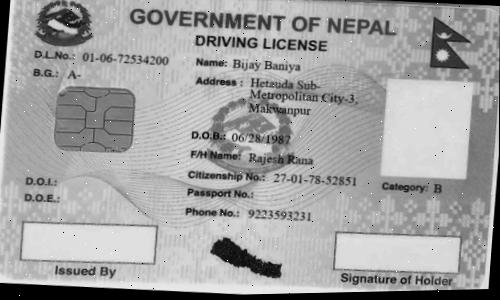 GOVERNMENT OF NEPAL
DRIVING LICENSE
D.L.No.: 01-06-72534200
B.G.: A-
Name: Bijay Baniya
Address : Hetauda Sub-
Metropolitan City-3,
Makwanpur
D.O.B.: 06/28/1987
F/H Name: Rajesh Rana
Citizenship No.: 27-01-78-52851
Passport No.:
Phone No.: 9223593231
Category: B
D.O.I.:
D.O.E.:
Issued By
Signature of Holder